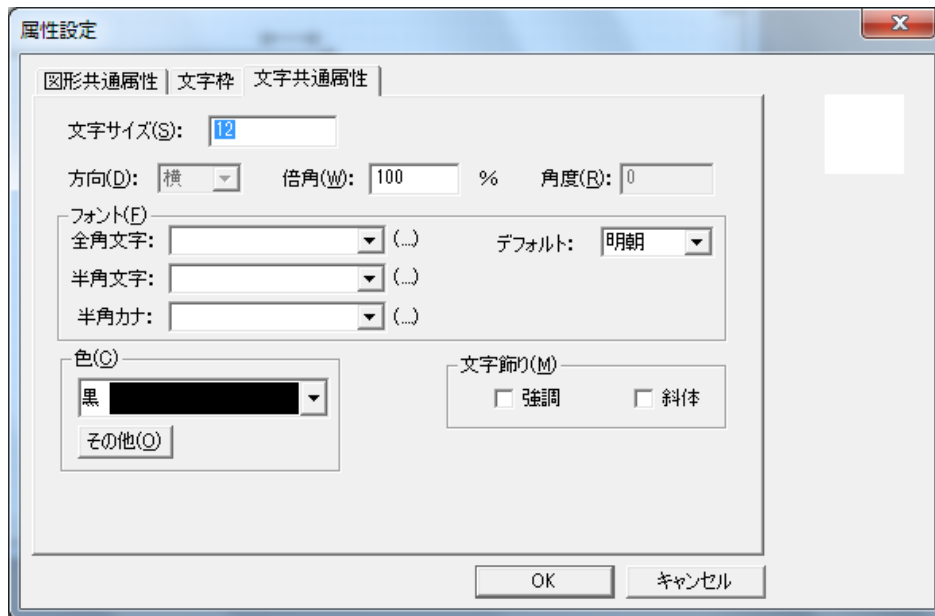 属性設定
図形共通属性 文字枠 文字共通属性
文字サイズ(S): 12
方向(D): 横 倍角(W): 100 % 角度(R): 0
フォント(F)
全角文字: (...) デフォルト: 明朝
半角文字: (...)
半角カナ: (...)
色(C) 文字飾り(M)
黒 強調 斜体
その他(O)
OK キャンセル